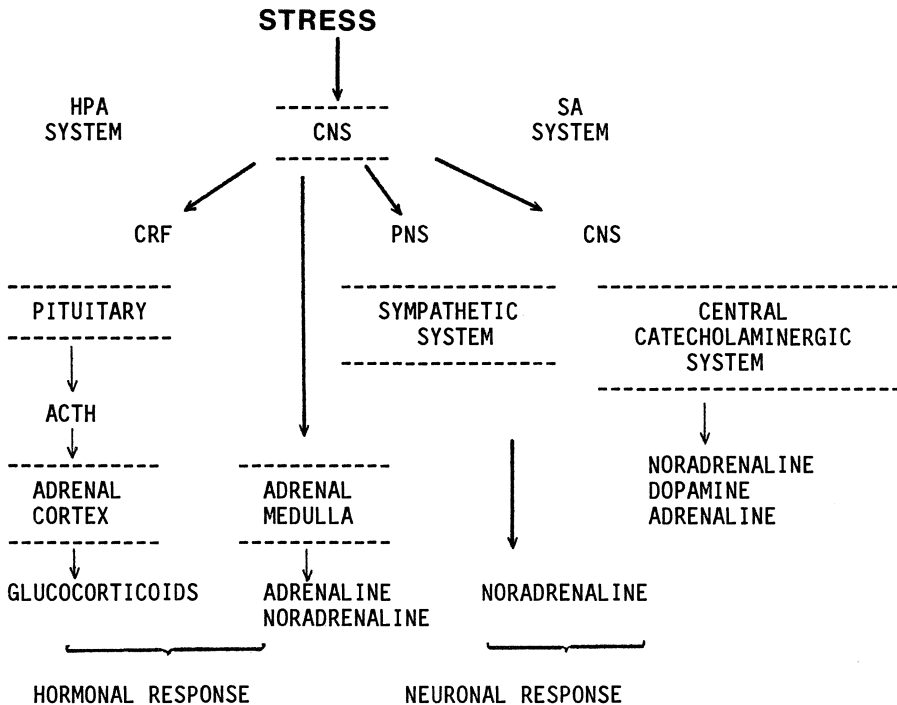 STRESS
HPA
SYSTEM
CNS
SA
SYSTEM
CRF
PNS
CNS
PITUITARY
SYMPATHETIC
SYSTEM
CENTRAL
CATECHOLAMINERGIC
SYSTEM
ACTH
NORADRENALINE
DOPAMINE
ADRENALINE
ADRENAL
CORTEX
ADRENAL
MEDULLA
GLUCOCORTICOIDS
ADRENALINE
NORADRENALINE
NORADRENALINE
HORMONAL RESPONSE
NEURONAL RESPONSE